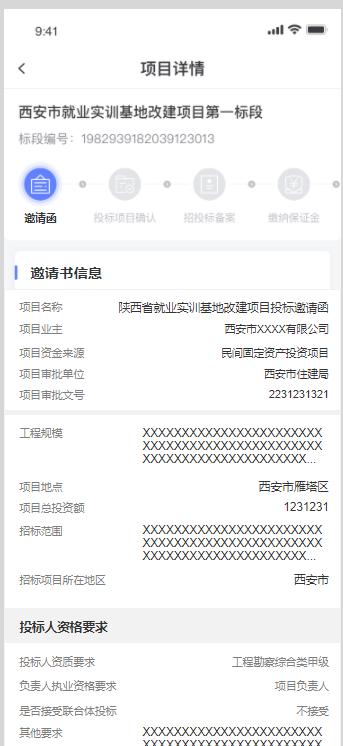 9:41
项目详情
西安市就业实训基地改建项目第一标段
标段编号：1982939182039123013
邀请函 投标项目确认 招投标备案 缴纳保证金
邀请书信息
项目名称 陕西省就业实训基地改建项目投标邀请函
项目业主 西安市XXXX有限公司
项目资金来源 民间固定资产投资项目
项目审批单位 西安市住建局
项目审批文号 2231231321
工程规模 XXXXXXXXXXXXXXXXXXXXXXX
XXXXXXXXXXXXXXXXXXXXXXX
XXXXXXXXXXXXXXXXXXXXX...
项目地点 西安市雁塔区
项目总投资额 1231231
招标范围 XXXXXXXXXXXXXXXXXXXXXXX
XXXXXXXXXXXXXXXXXXXXXXX
XXXXXXXXXXXXXXXXXXXXX...
招标项目所在地区 西安市
投标人资格要求
投标人资质要求 工程勘察综合类甲级
负责人执业资格要求 项目负责人
是否接受联合体投标 不接受
其他要求 XXXXXXXXXXXXXXXXXXXXXXX
XXXXXXXXXXXXXXXXXXXXXXX